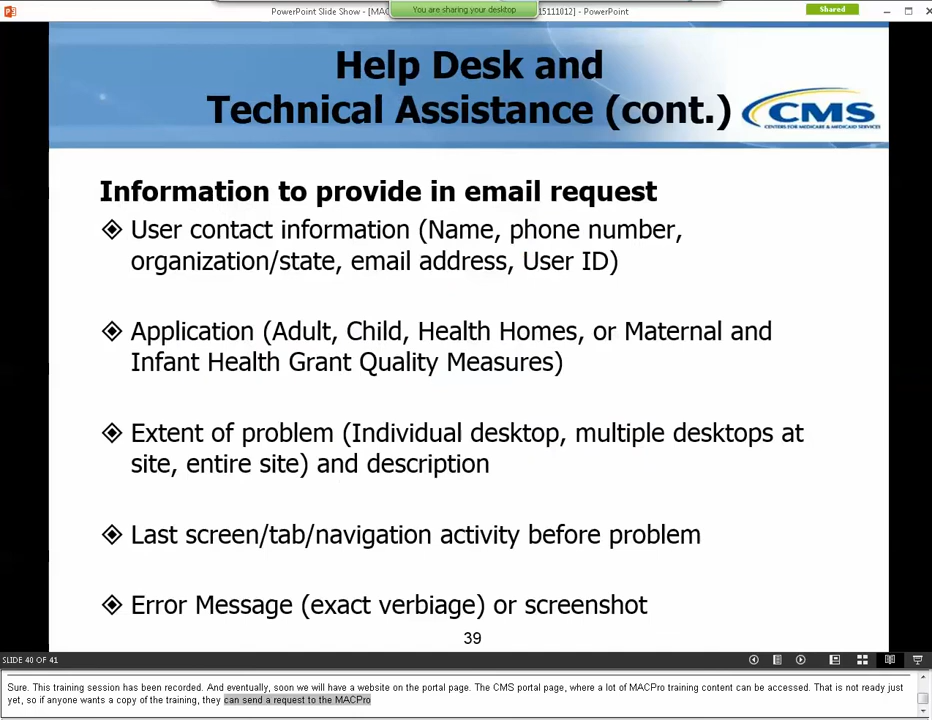 PowerPoint Slide Show - [MAC
You are sharing your desktop
15111012] - PowerPoint
Shared
Help Desk and
Technical Assistance (cont.)
CMS
CENTERS FOR MEDICARE & MEDICAID SERVICES
Information to provide in email request
User contact information (Name, phone number,
organization/state, email address, User ID)
Application (Adult, Child, Health Homes, or Maternal and
Infant Health Grant Quality Measures)
Extent of problem (Individual desktop, multiple desktops at
site, entire site) and description
Last screen/tab/navigation activity before problem
Error Message (exact verbiage) or screenshot
39
SLIDE 40 OF 41
Sure. This training session has been recorded. And eventually, soon we will have a website on the portal page. The CMS portal page, where a lot of MACPro training content can be accessed. That is not ready just
yet, so if anyone wants a copy of the training, they can send a request to the MACPro